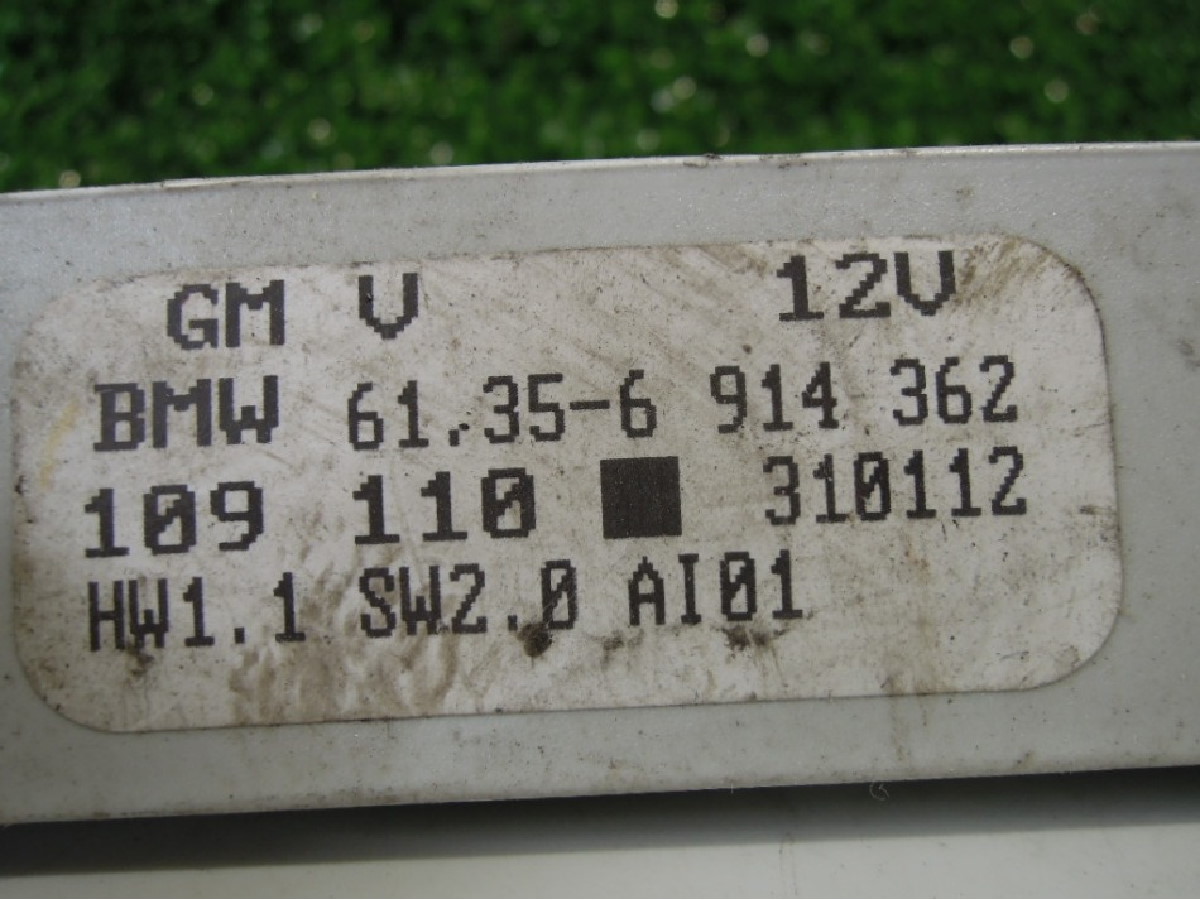 GM V 12V
BMW 61.35-6 914 362
109 110 ■ 310112
HW1.1 SW2.0 AI01